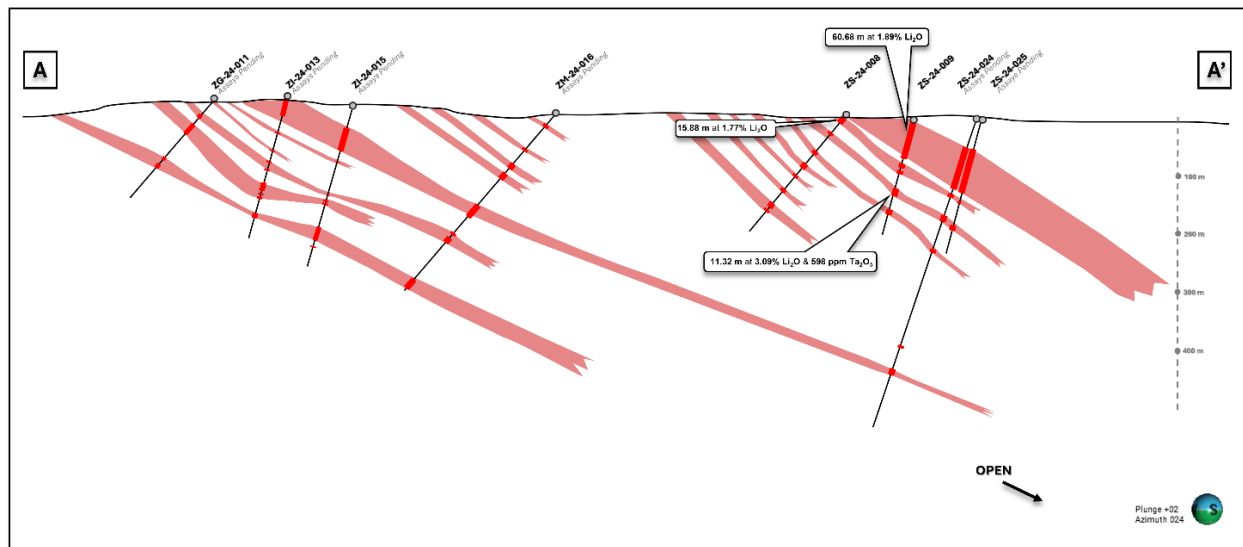 A
ZG-24-011
Assays Pending
ZI-24-013
Assays Pending
ZI-24-015
Assays Pending
ZM-24-016
Assays Pending
60.68 m at 1.89% Li₂O
ZS-24-008
ZS-24-009
ZS-24-024
Assays Pending
ZS-24-025
Assays Pending
A'
15.88 m at 1.77% Li₂O
100 m
200 m
11.32 m at 3.09% Li₂O & 598 ppm Ta₂O₅
300 m
400 m
OPEN
Plunge +02
Azimuth 024
S